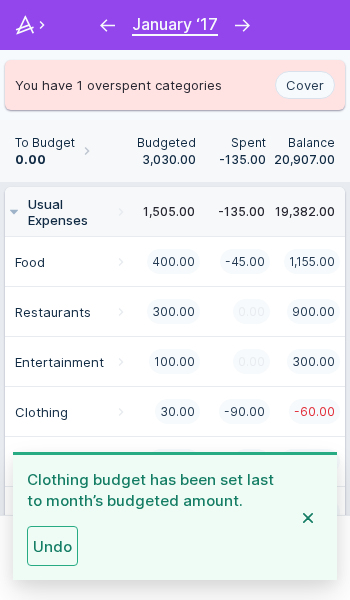 January ‘17
You have 1 overspent categories Cover
To Budget Budgeted Spent Balance
0.00 3,030.00 -135.00 20,907.00
Usual
Expenses 1,505.00 -135.00 19,382.00
Food 400.00 -45.00 1,155.00
Restaurants 300.00 0.00 900.00
Entertainment 100.00 0.00 300.00
Clothing 30.00 -90.00 -60.00
Clothing budget has been set last
to month’s budgeted amount.
Undo